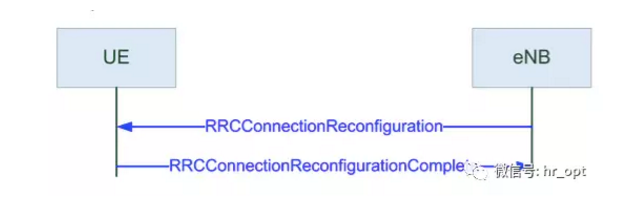 UE
eNB
RRCConnectionReconfiguration
RRCConnectionReconfigurationComple
微信号: hr_opt